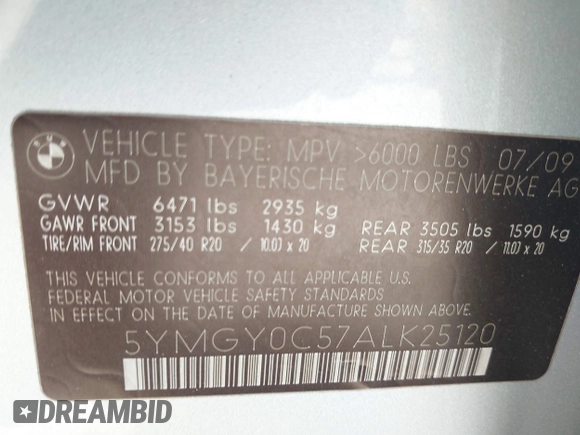 BMW
VEHICLE TYPE: MPV >6000 LBS 07/09
MFD BY BAYERISCHE MOTORENWERKE AG
GVWR 6471 lbs 2935 kg
GAWR FRONT 3153 lbs 1430 kg REAR 3505 lbs 1590 kg
TIRE/RIM FRONT 275/40 R20 / 10.0J x 20 REAR 315/35 R20 / 11.0J x 20
THIS VEHICLE CONFORMS TO ALL APPLICABLE U.S.
FEDERAL MOTOR VEHICLE SAFETY STANDARDS
IN EFFECT ON THE DATE OF MANUFACTURE SHOWN ABOVE.
5YMGY0C57ALK25120
DREAMBID